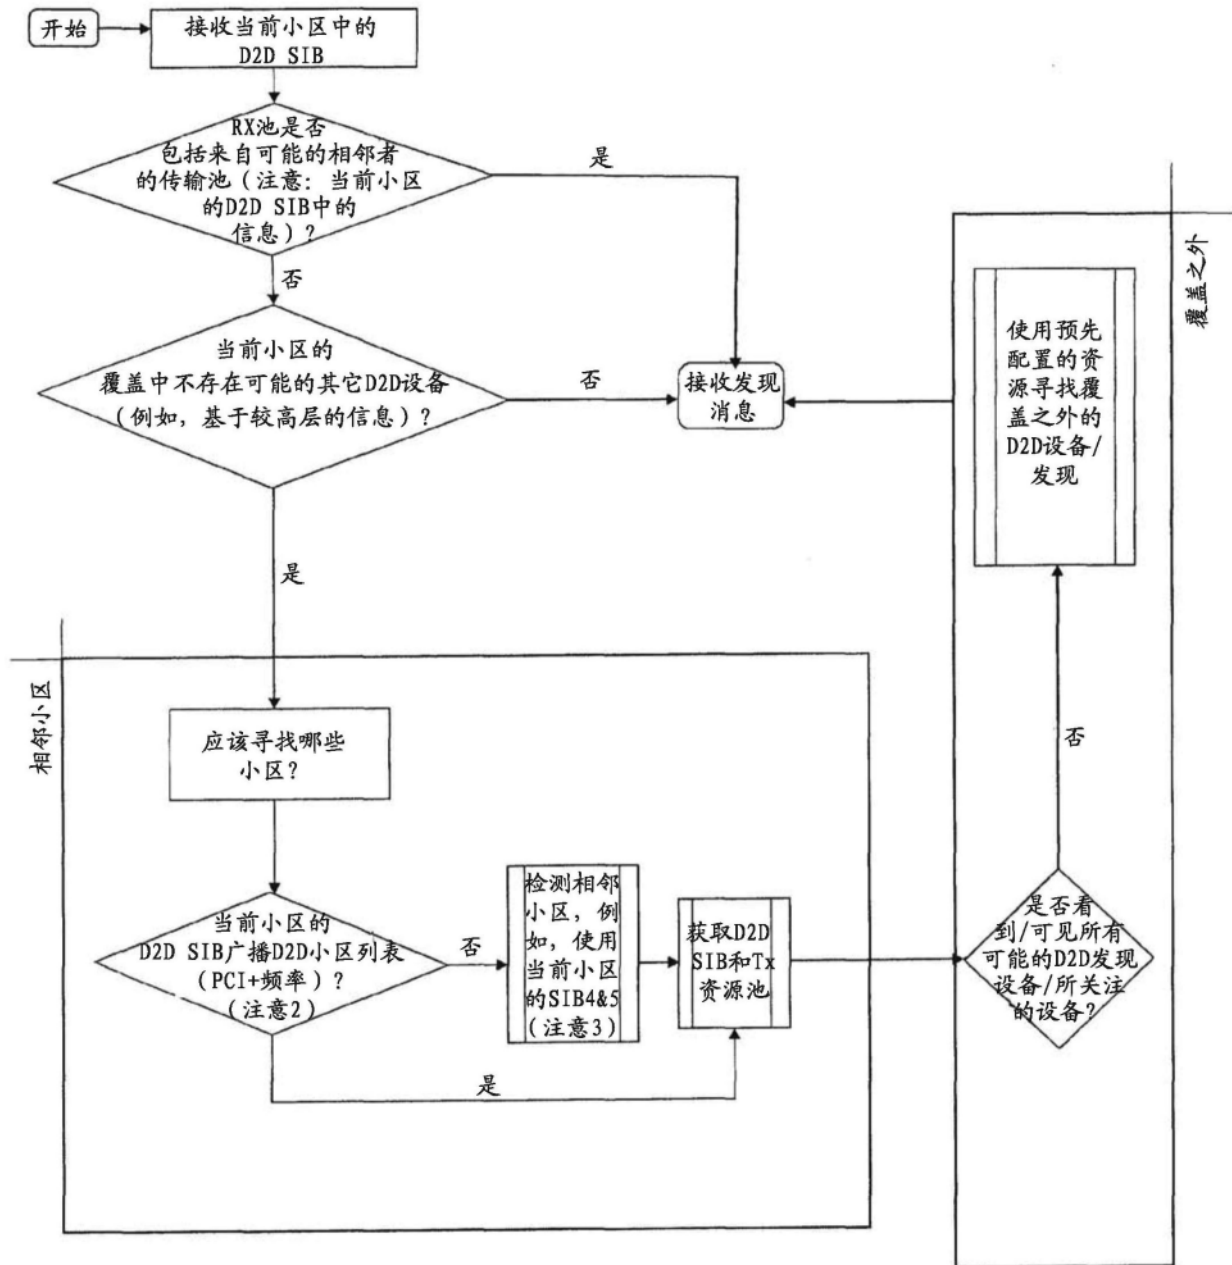 开始
接收当前小区中的
D2D SIB
RX池是否
包括来自可能的相邻者
的传输池（注意：当前小区
的D2D SIB中的
信息）？
是
否
当前小区的
覆盖中不存在可能的其它D2D设备
（例如，基于较高层的信息）？
否
接收发现
消息
是
相邻小区
应该寻找哪些
小区？
当前小区的
D2D SIB广播D2D小区列表
（PCI+频率）？
（注意2）
否
是
检测相邻
小区，例
如，使用
当前小区
的SIB4&5
（注意3）
获取D2D
SIB和Tx
资源池
覆盖之外
使用预先
配置的资
源寻找覆
盖之外的
D2D设备/
发现
否
是否看
到/可见所有
可能的D2D发现
设备/所关注
的设备？